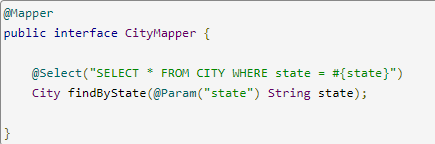 @Mapper
public interface CityMapper {
@Select("SELECT * FROM CITY WHERE state = #{state}")
City findByState(@Param("state") String state);
}